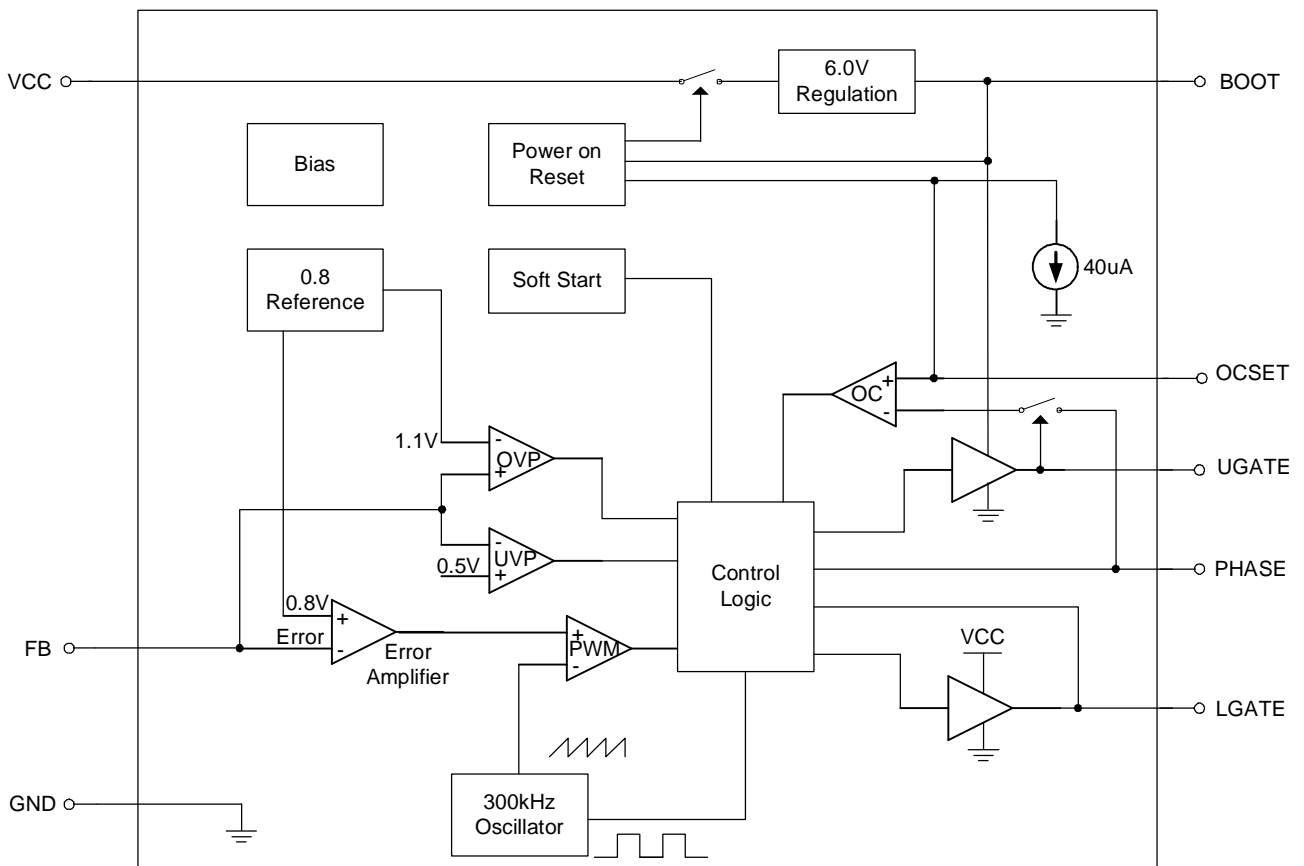 VCC
6.0V
Regulation
BOOT
Bias
Power on
Reset
0.8
Reference
Soft Start
40uA
OCSET
+
OC
-
1.1V
-
OVP
+
UGATE
-
UVP
0.5V
+
Control
Logic
PHASE
0.8V
+
Error
-
Error
Amplifier
+
PWM
-
VCC
FB
LGATE
GND
300kHz
Oscillator